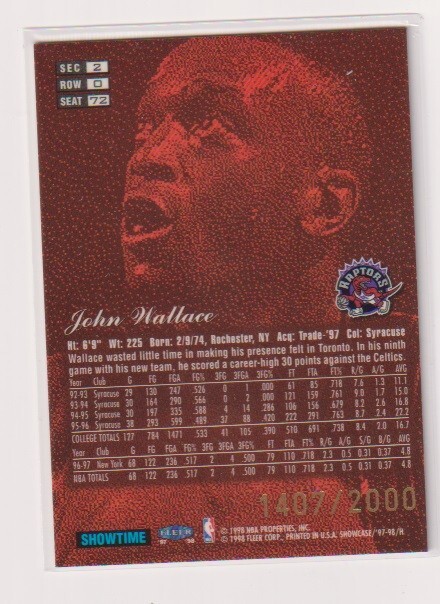 SEC 2
ROW 0
SEAT 72
RAPTORS
John Wallace
Ht: 6'9" Wt: 225 Born: 2/9/74, Rochester, NY Acq: Trade-'97 Col: Syracuse
Wallace wasted little time in making his presence felt in Toronto. In his ninth
game with his new team, he scored a career-high 30 points against the Celtics.
Year Club G FG FGA FG% 3FG 3FGA 3FG% FT FTA FT% R/G A/G AVG
92-93 Syracuse 29 130 247 .526 0 1 .000 61 85 .718 7.6 1.3 11.1
93-94 Syracuse 30 164 290 .566 0 2 .000 121 159 .761 9.0 1.7 15.0
94-95 Syracuse 30 197 335 .588 4 14 .286 106 156 .679 8.2 2.6 16.8
95-96 Syracuse 38 293 599 .489 37 88 .420 222 291 .763 8.7 2.4 22.2
COLLEGE TOTALS 127 784 1471 .533 41 105 .390 510 691 .738 8.4 2.0 16.7
Year Club G FG FGA FG% 3FG 3FGA 3FG% FT FTA R/G S/G B/G A/G AVG
96-97 New York 68 122 236 .517 2 4 .500 79 110 2.3 0.5 0.31 0.37 4.8
NBA TOTALS 68 122 236 .517 2 4 .500 79 110 2.3 0.5 0.31 0.37 4.8
1407/2000
SHOWTIME
FLEER
97 98
NBA
© 1998 NBA PROPERTIES, INC.
© 1998 FLEER CORP., PRINTED IN U.S.A. SHOWCASE/'97-98/H.